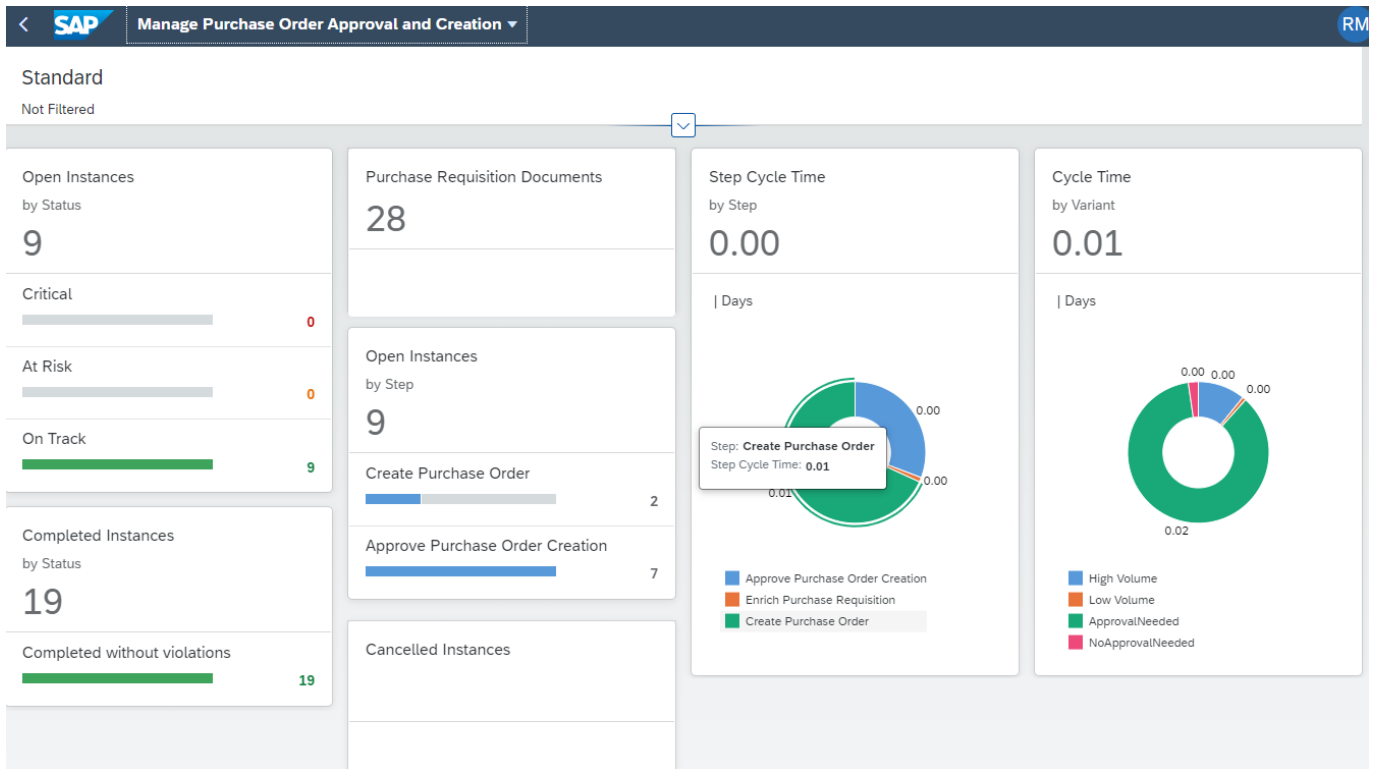 SAP
Manage Purchase Order Approval and Creation
RM
Standard
Not Filtered
Open Instances
by Status
9
Critical
0
At Risk
0
On Track
9
Completed Instances
by Status
19
Completed without violations
19
Purchase Requisition Documents
28
Open Instances
by Step
9
Create Purchase Order
2
Approve Purchase Order Creation
7
Cancelled Instances
Step Cycle Time
by Step
0.00
| Days
0.00
Step: Create Purchase Order
Step Cycle Time: 0.01
0.00
0.01
Approve Purchase Order Creation
Enrich Purchase Requisition
Create Purchase Order
Cycle Time
by Variant
0.01
| Days
0.00 0.00
0.00
0.02
High Volume
Low Volume
ApprovalNeeded
NoApprovalNeeded